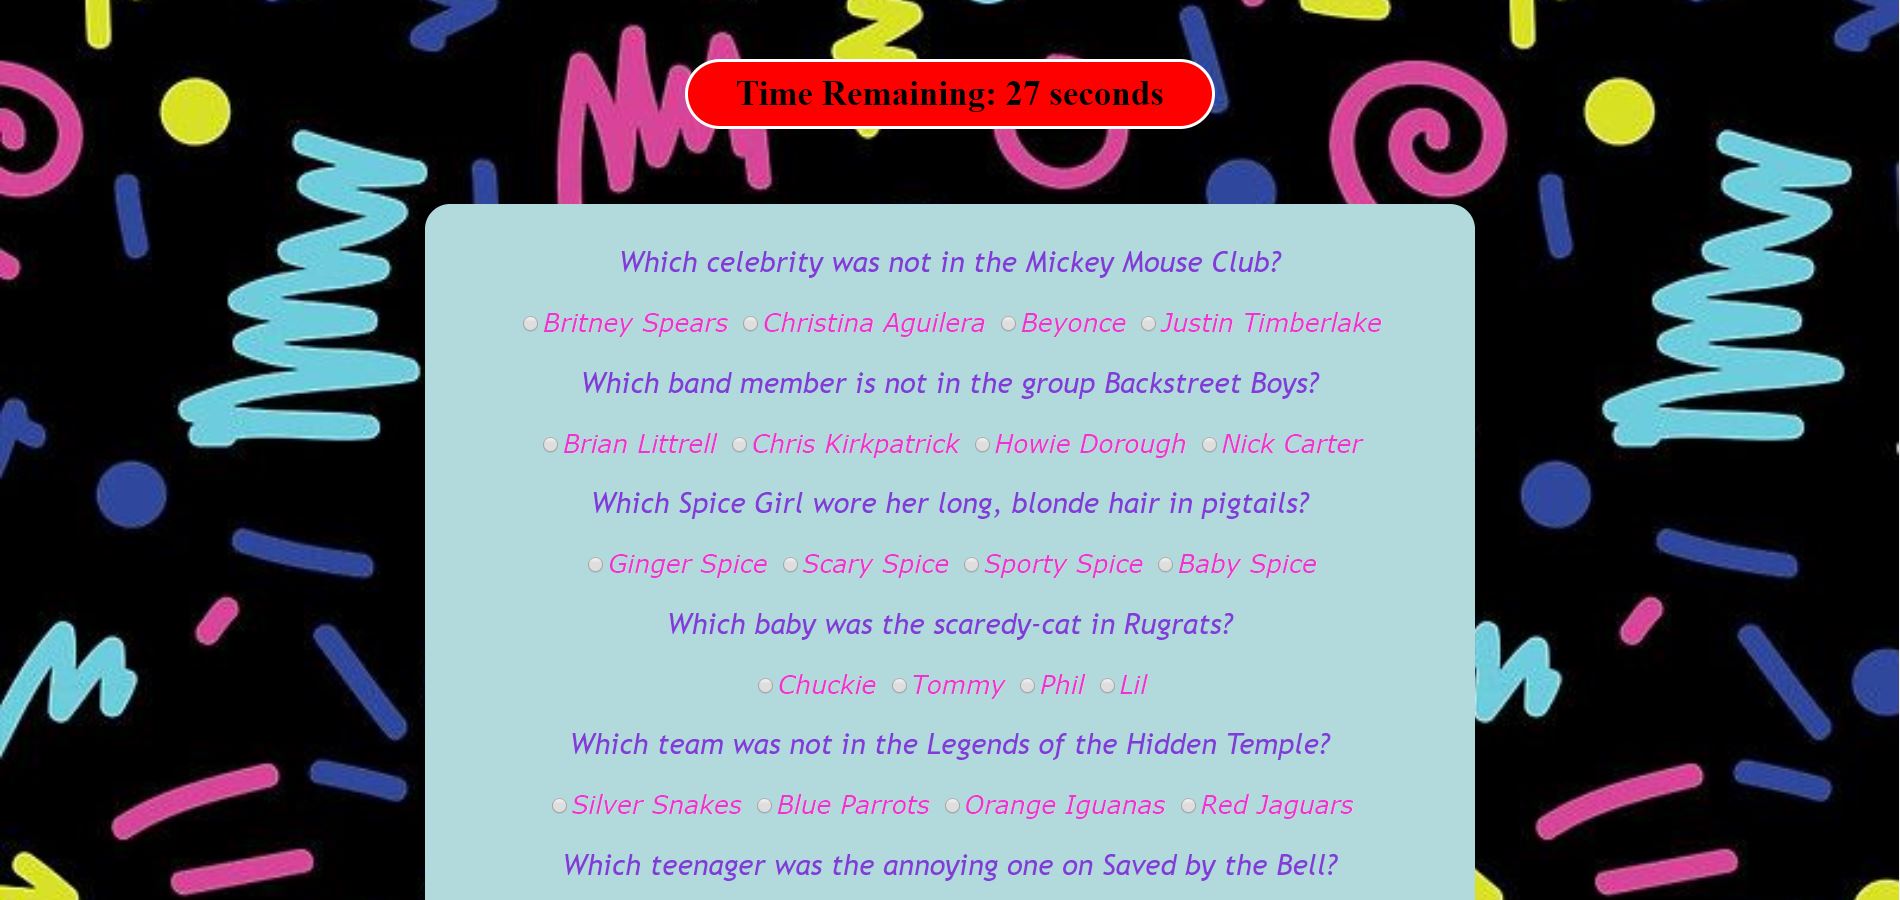 Time Remaining: 27 seconds
Which celebrity was not in the Mickey Mouse Club?
Britney Spears Christina Aguilera Beyonce Justin Timberlake
Which band member is not in the group Backstreet Boys?
Brian Littrell Chris Kirkpatrick Howie Dorough Nick Carter
Which Spice Girl wore her long, blonde hair in pigtails?
Ginger Spice Scary Spice Sporty Spice Baby Spice
Which baby was the scaredy-cat in Rugrats?
Chuckie Tommy Phil Lil
Which team was not in the Legends of the Hidden Temple?
Silver Snakes Blue Parrots Orange Iguanas Red Jaguars
Which teenager was the annoying one on Saved by the Bell?